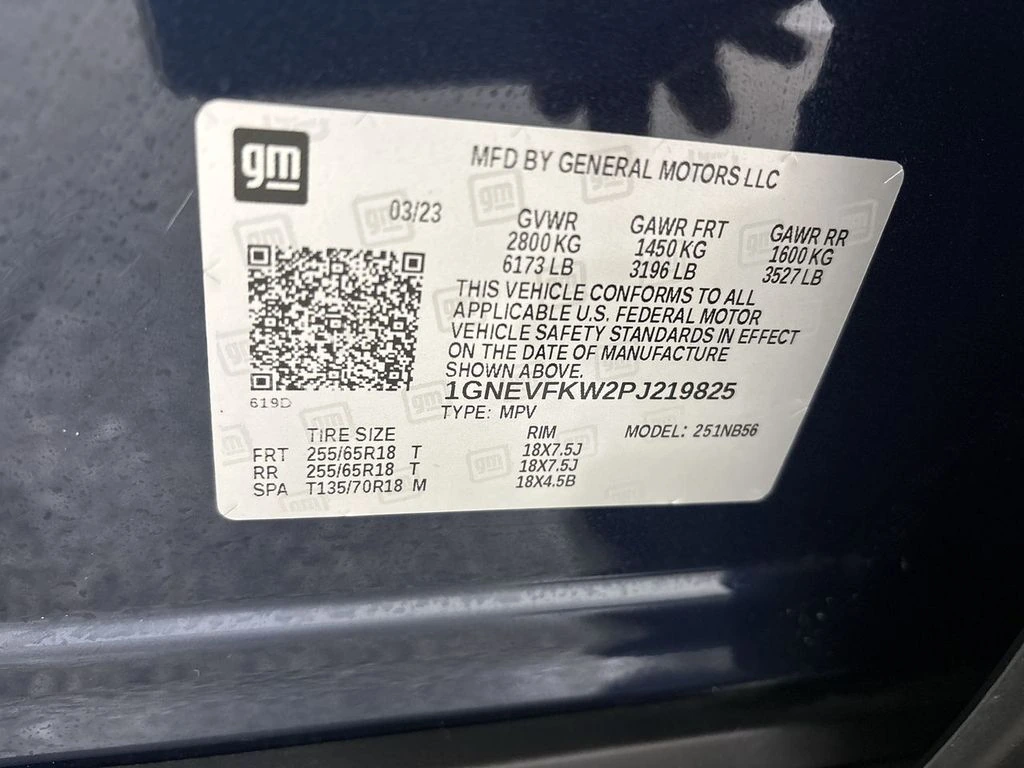 gm
MFD BY GENERAL MOTORS LLC
03/23
GVWR GAWR FRT GAWR RR
2800 KG 1450 KG 1600 KG
6173 LB 3196 LB 3527 LB
THIS VEHICLE CONFORMS TO ALL
APPLICABLE U.S. FEDERAL MOTOR
VEHICLE SAFETY STANDARDS IN EFFECT
ON THE DATE OF MANUFACTURE
SHOWN ABOVE.
1GNEVFKW2PJ219825
619D
TYPE: MPV
TIRE SIZE RIM MODEL: 251NB56
FRT 255/65R18 T 18X7.5J
RR 255/65R18 T 18X7.5J
SPA T135/70R18 M 18X4.5B